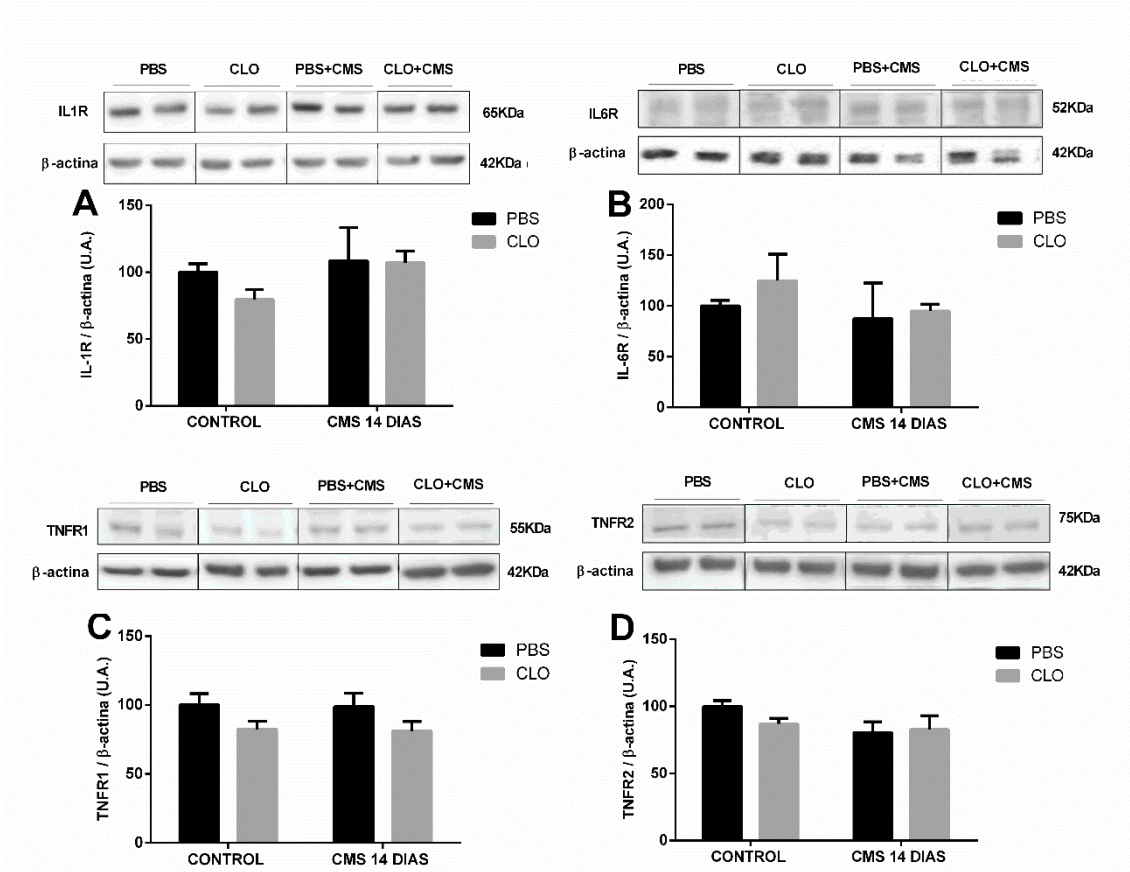 PBS CLO PBS+CMS CLO+CMS
IL1R 65KDa
β-actina 42KDa
A
150
100
50
0
IL-1R / β-actina (U.A.)
PBS
CLO
CONTROL CMS 14 DIAS
PBS CLO PBS+CMS CLO+CMS
IL6R 52KDa
β-actina 42KDa
B
200
150
100
50
0
IL-6R / β-actina (U.A.)
PBS
CLO
CONTROL CMS 14 DIAS
PBS CLO PBS+CMS CLO+CMS
TNFR1 55KDa
β-actina 42KDa
C
150
100
50
0
TNFR1 / β-actina (U.A.)
PBS
CLO
CONTROL CMS 14 DIAS
PBS CLO PBS+CMS CLO+CMS
TNFR2 75KDa
β-actina 42KDa
D
150
100
50
0
TNFR2 / β-actina (U.A.)
PBS
CLO
CONTROL CMS 14 DIAS